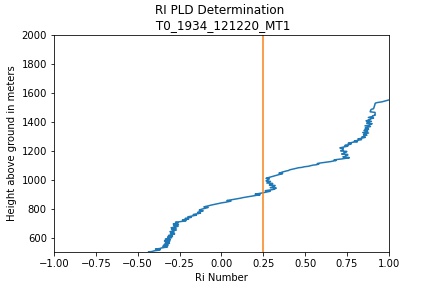 RI PLD Determination
T0_1934_121220_MT1
2000
1800
1600
1400
1200
1000
800
600
Height above ground in meters
−1.00 −0.75 −0.50 −0.25 0.00 0.25 0.50 0.75 1.00
Ri Number